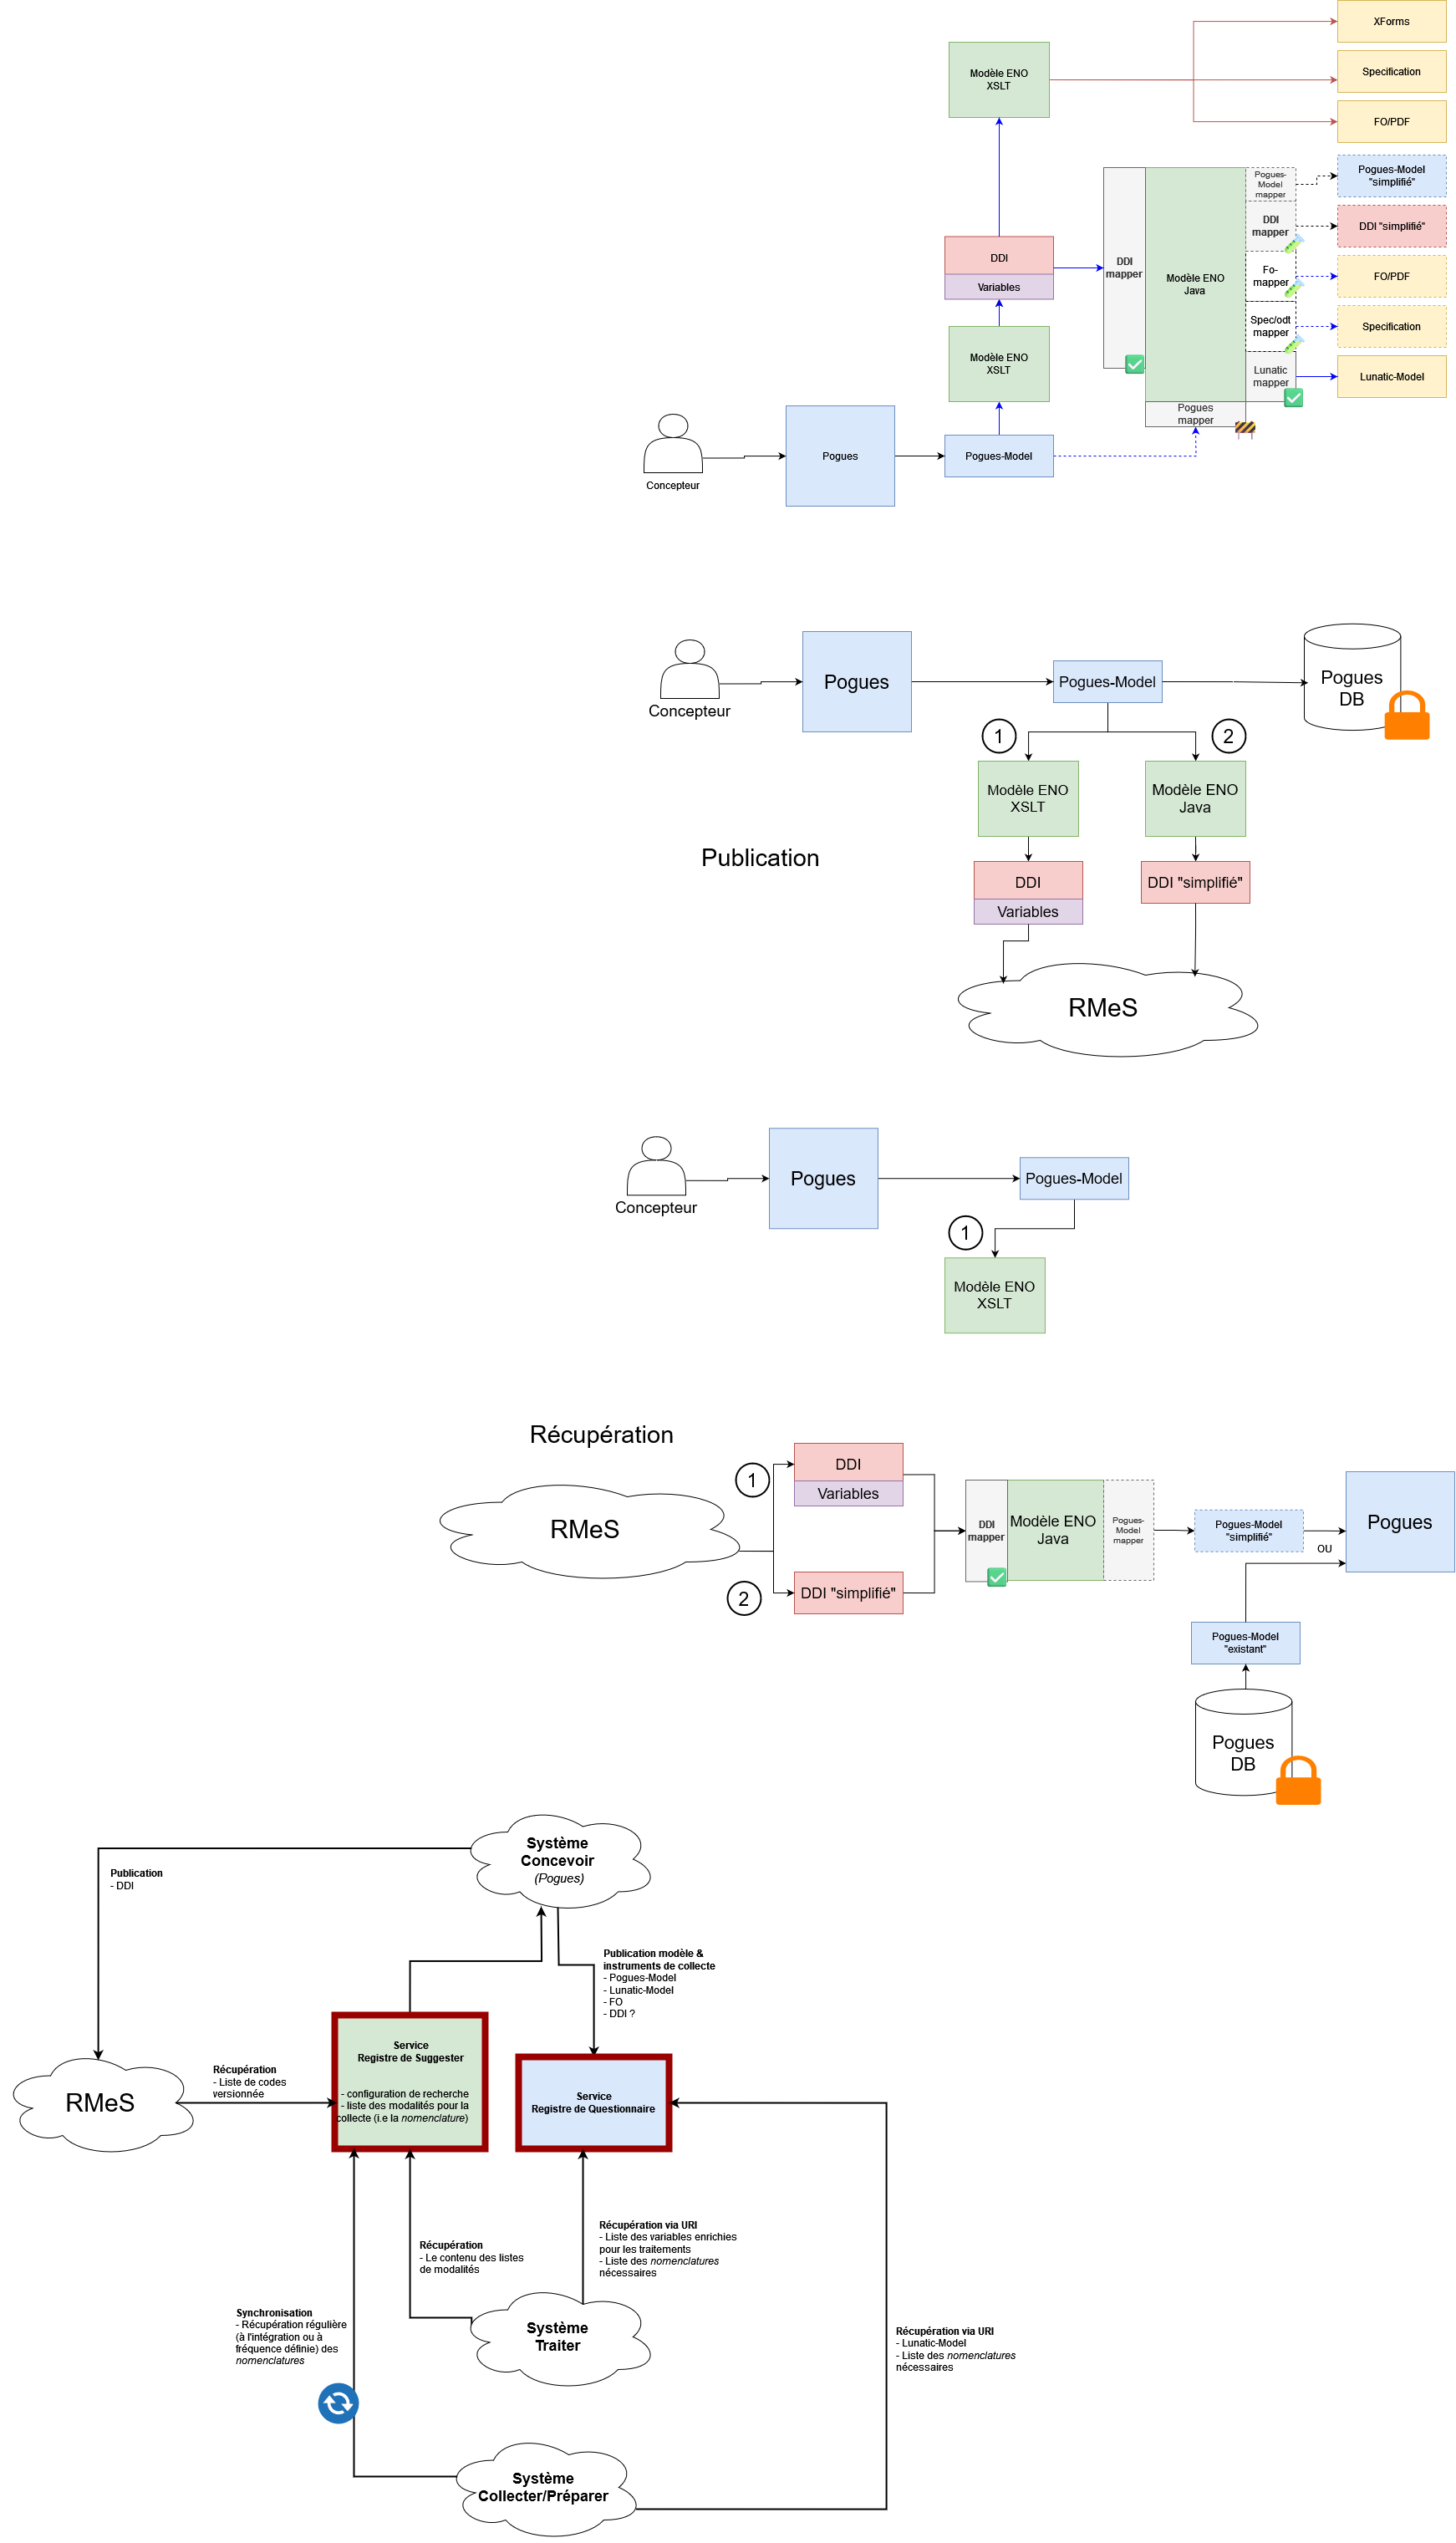 XForms
Modèle ENO
XSLT
Specification
FO/PDF
Pogues-Model
"simplifié"
Pogues-
Model
mapper
DDI
mapper
DDI "simplifié"
DDI
Variables
DDI
mapper
Modèle ENO
Java
Fo-
mapper
FO/PDF
Spec/odt
mapper
Specification
Modèle ENO
XSLT
Lunatic
mapper
Lunatic-Model
Pogues
mapper
Concepteur
Pogues
Pogues-Model
Concepteur
Pogues
Pogues-Model
Pogues
DB
1
2
Modèle ENO
XSLT
Modèle ENO
Java
Publication
DDI
Variables
DDI "simplifié"
RMeS
Concepteur
Pogues
Pogues-Model
1
Modèle ENO
XSLT
Récupération
RMeS
1
DDI
Variables
2
DDI "simplifié"
DDI
mapper
Modèle ENO
Java
Pogues-
Model
mapper
Pogues-Model
"simplifié"
OU
Pogues
Pogues-Model
"existant"
Pogues
DB
Système
Concevoir
(Pogues)
Publication
- DDI
Publication modèle &
instruments de collecte
- Pogues-Model
- Lunatic-Model
- FO
- DDI ?
RMeS
Récupération
- Liste de codes
versionnée
Service
Registre de Suggester
- configuration de recherche
- liste des modalités pour la
collecte (i.e la nomenclature)
Service
Registre de Questionnaire
Récupération
- Le contenu des listes
de modalités
Récupération via URI
- Liste des variables enrichies
pour les traitements
- Liste des nomenclatures
nécessaires
Synchronisation
- Récupération régulière
(à l'intégration ou à
fréquence définie) des
nomenclatures
Système
Traiter
Récupération via URI
- Lunatic-Model
- Liste des nomenclatures
nécessaires
Système
Collecter/Préparer